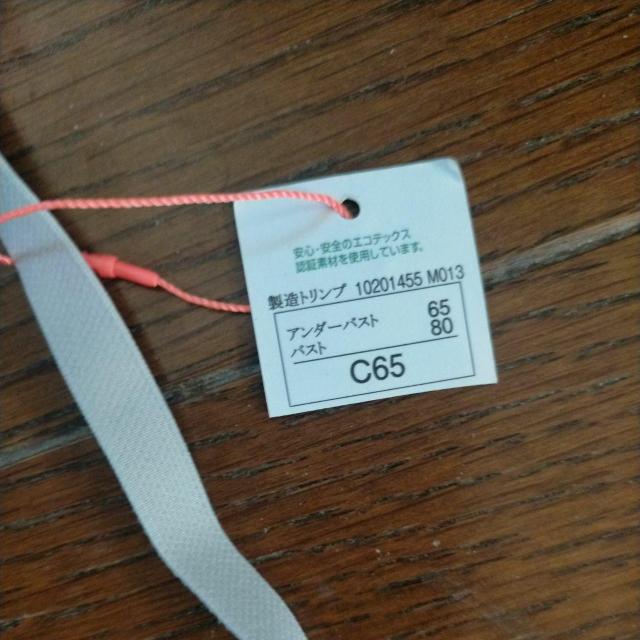 安心・安全のエコテックス
認証素材を使用しています。
製造トリンプ 10201455 M013
アンダーバスト 65
バスト 80
C65